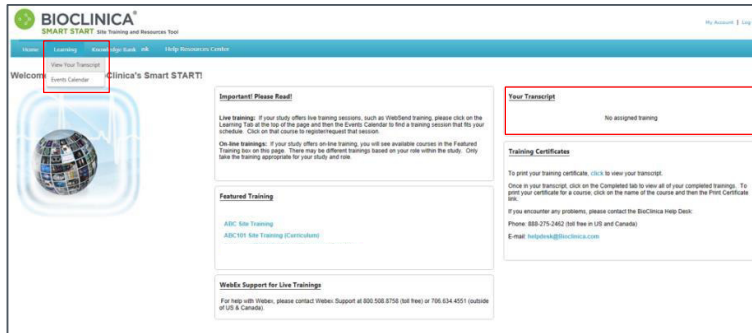 BIOCLINICA®
SMART START Site Training and Resources Tool
My Account | Log
Home Learning Knowledge Bank Help Resources Center
View Your Transcript
Events Calendar
Clinica's Smart START!
Important! Please Read!
Live training: If your study offers live training sessions, such as WebSend training, please click on the
Learning Tab at the top of the page and then the Events Calendar to find a training session that fits your
schedule. Click on that course to register/request that session.
On-line trainings: If your study offers on-line training, you will see available courses in the Featured
Training box on this page. There may be different trainings based on your role within the study. Only
take the training appropriate for your study and role.
Featured Training
ABC Site Training
ABC101 Site Training (Curriculum)
WebEx Support for Live Trainings
For help with Webex, please contact Webex Support at 800.508.8758 (toll free) or 706.634.4551 (outside
of US & Canada)
Your Transcript
No assigned training
Training Certificates
To print your training certificate, click to view your transcript.
Once in your transcript, click on the Completed tab to view all of your completed trainings. To
print your certificate for a course, click on the name of the course and then the Print Certificate
link.
If you encounter any problems, please contact the BioClinica Help Desk:
Phone: 888-275-2462 (toll free in US and Canada)
E-mail: helpdesk@Bioclinica.com